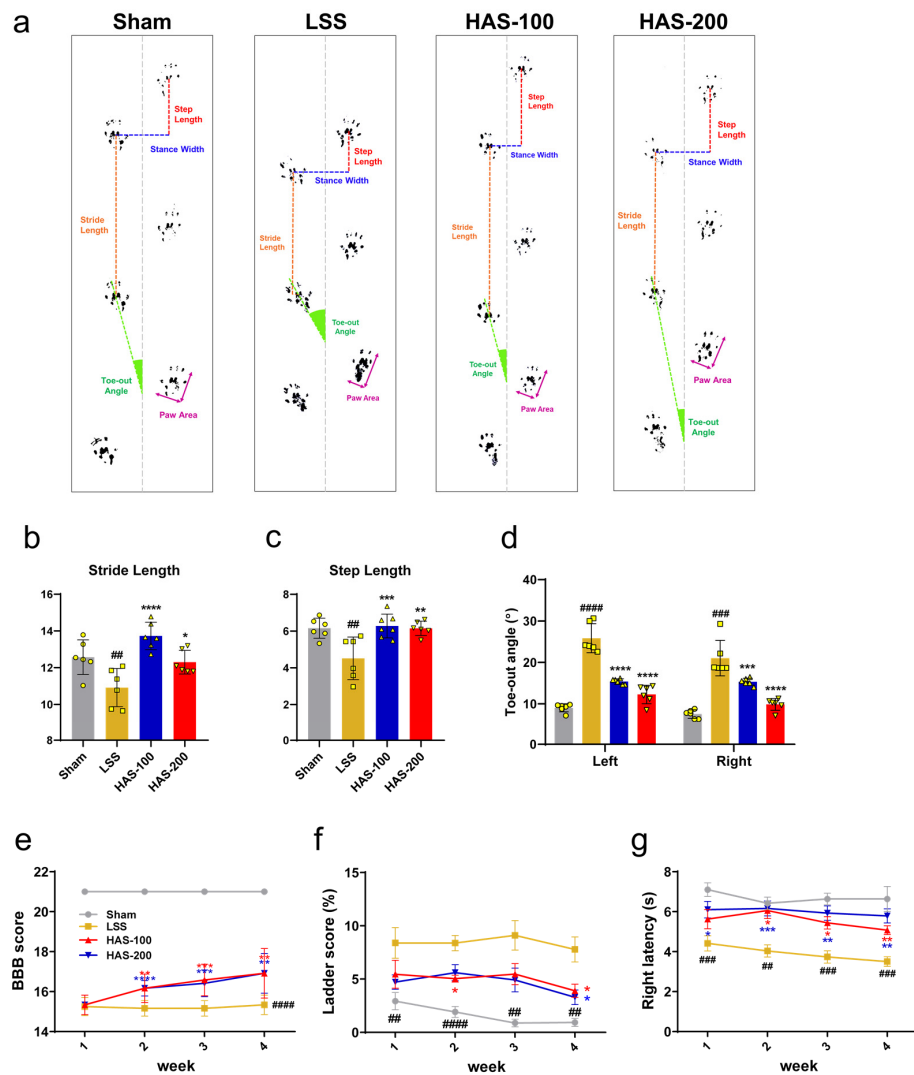 a
Sham
LSS
HAS-100
HAS-200
Step
Length
Stance Width
Stride
Length
Toe-out
Angle
Paw Area
Step
Length
Stance Width
Stride
Length
Toe-out
Angle
Paw Area
Step
Length
Stance Width
Stride
Length
Toe-out
Angle
Paw Area
Step
Length
Stance Width
Stride
Length
Paw Area
Toe-out
Angle
b
Stride Length
16
14
12
10
8
##
****
*
Sham
LSS
HAS-100
HAS-200
c
Step Length
8
6
4
2
0
##
***
**
Sham
LSS
HAS-100
HAS-200
d
Toe-out angle (°)
40
30
20
10
0
####
****
****
###
***
****
Left
Right
e
BBB score
22
20
18
16
14
Sham
LSS
HAS-100
HAS-200
**
****
***
***
**
**
####
1
2
3
4
week
f
Ladder score (%)
15
10
5
0
##
*
####
##
*
*
##
1
2
3
4
week
g
Right latency (s)
8
6
4
2
0
*
###
*
***
##
*
**
###
**
**
###
1
2
3
4
week